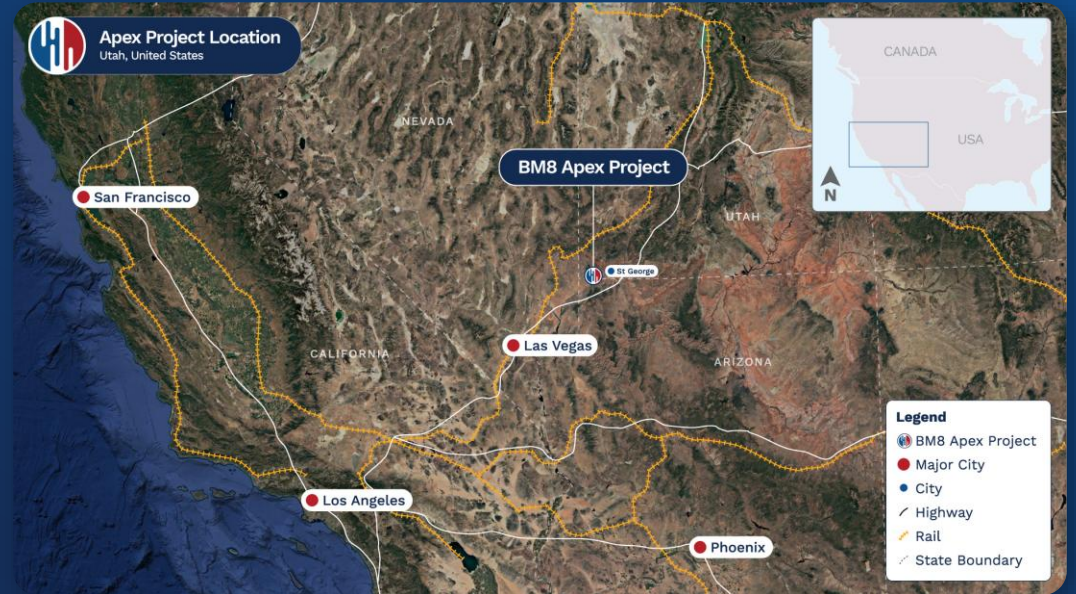 Apex Project Location
Utah, United States
CANADA
USA
N
NEVADA
BM8 Apex Project
San Francisco
UTAH
St George
Las Vegas
CALIFORNIA
ARIZONA
Los Angeles
Phoenix
Legend
BM8 Apex Project
Major City
City
Highway
Rail
State Boundary